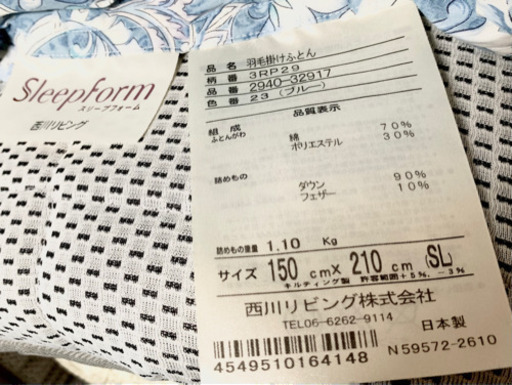 SleepForm
スリープフォーム
西川リビング
品 名 羽毛掛けふとん
柄 番 3RP29
品 番 2940-32917
色 番 23 (ブルー)
品質表示
組成
ふとんがわ 綿 70%
ポリエステル 30%
詰めもの
ダウン 90%
フェザー 10%
詰めもの重量 1.10 Kg
サイズ 150 cm X 210 cm (SL)
キルティング製 許容範囲+5%、-3%
西川リビング株式会社
TEL06-6262-9114
日本製
4549510164148
N59572-2610